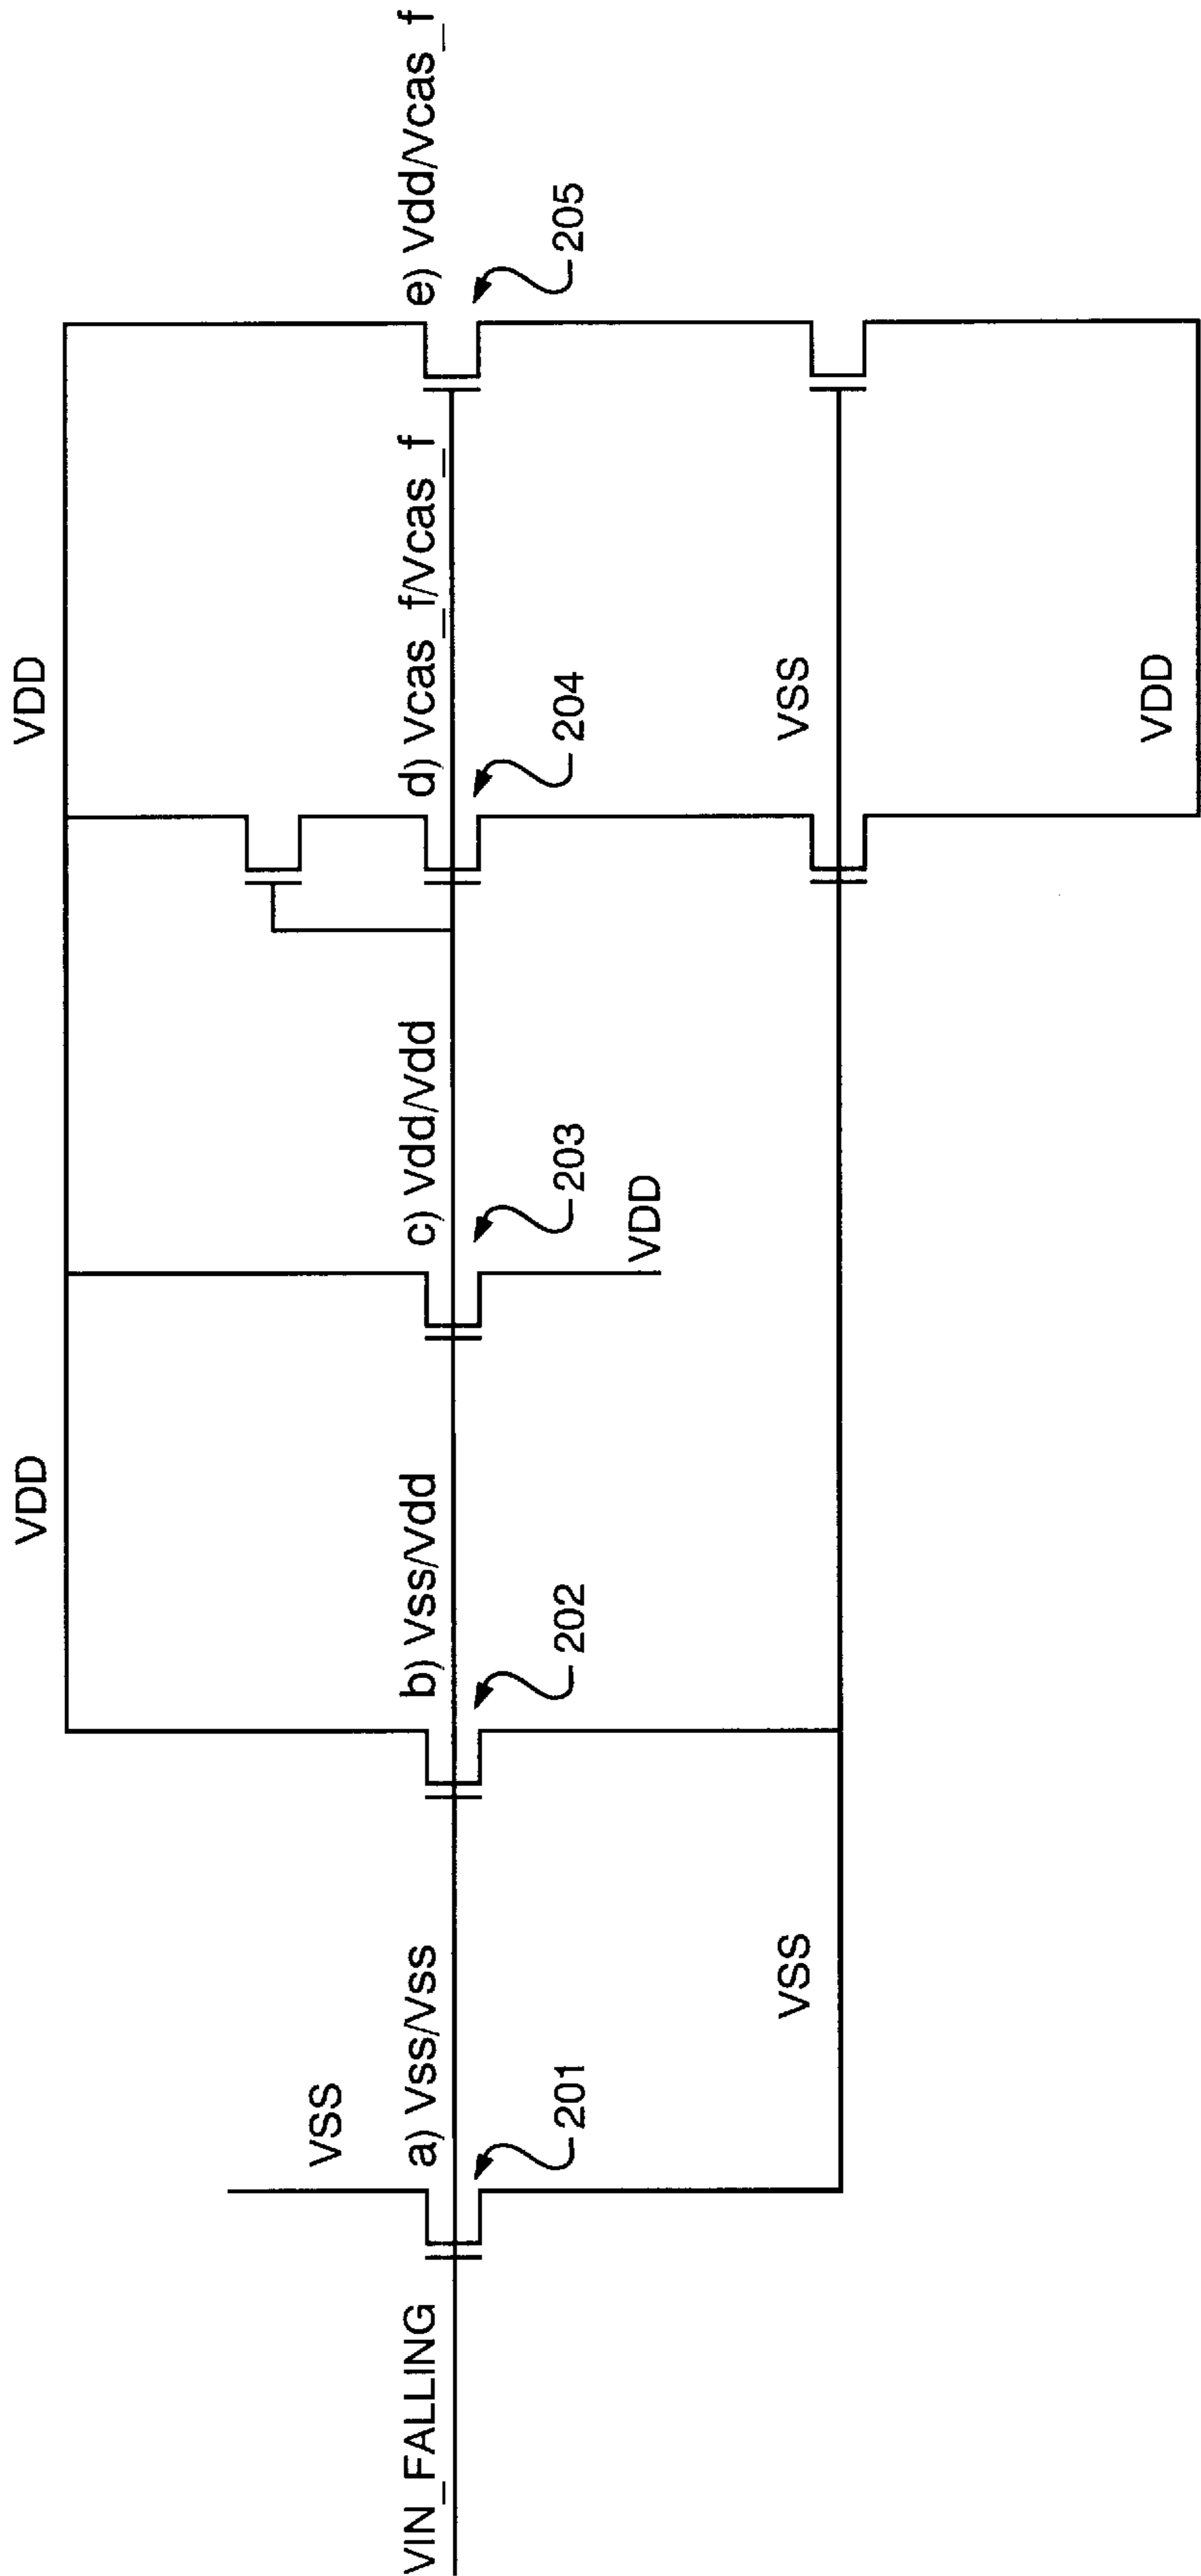 VDD
VDD
VSS
VIN_FALLING
a) Vss/Vss
b) Vss/Vdd
c) Vdd/Vdd
d) Vcas_f/Vcas_f
e) Vdd/Vcas_f
201
202
203
204
205
VDD
VSS
VSS
VDD